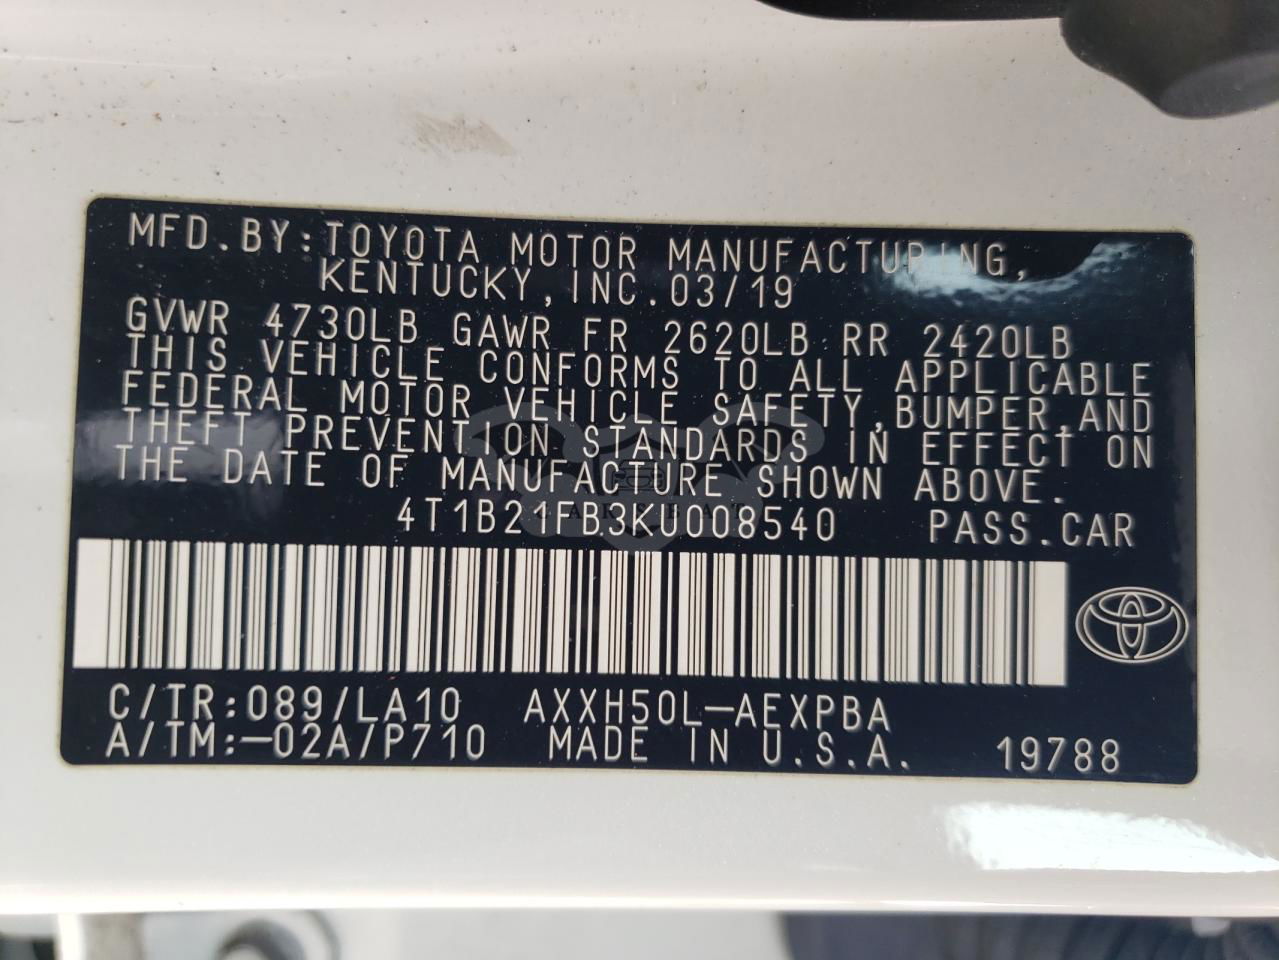 MFD.BY:TOYOTA MOTOR MANUFACTURING,
KENTUCKY,INC.03/19
GVWR 4730LB GAWR FR 2620LB RR 2420LB
THIS VEHICLE CONFORMS TO ALL APPLICABLE
FEDERAL MOTOR VEHICLE SAFETY,BUMPER,AND
THEFT PREVENTION STANDARDS IN EFFECT ON
THE DATE OF MANUFACTURE SHOWN ABOVE.
4T1B21FB3KU008540 PASS.CAR
C/TR:089/LA10 AXXH50L-AEXPBA
A/TM:-02A/P710 MADE IN U.S.A. 19788